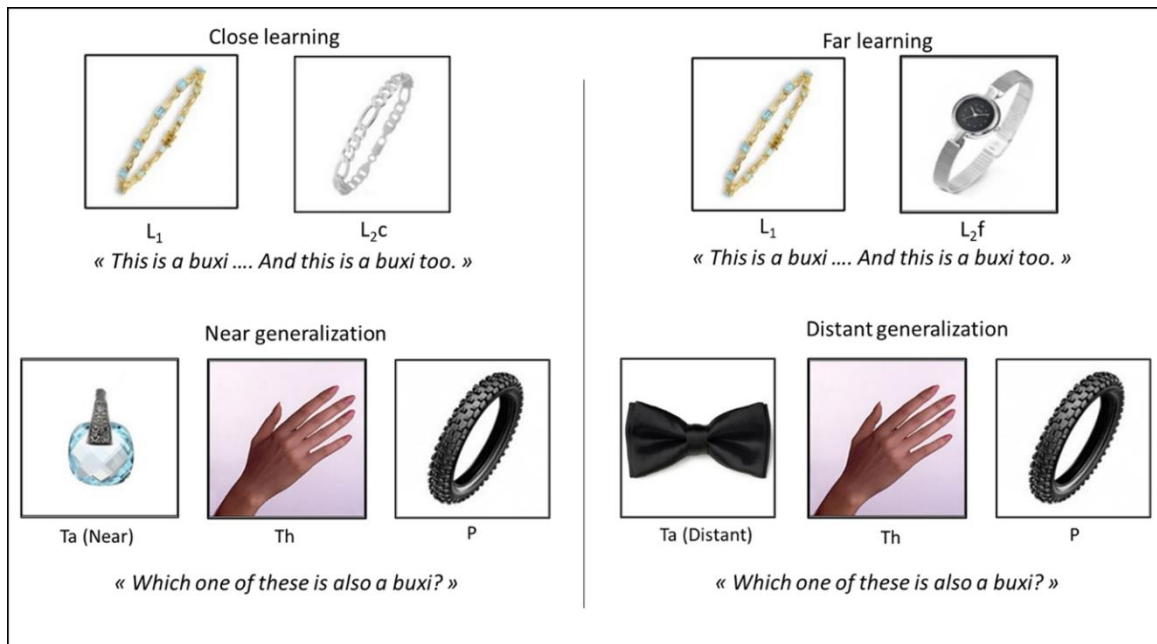 Close learning
L₁ L₂c
« This is a buxi .... And this is a buxi too. »
Near generalization
Ta (Near) Th P
« Which one of these is also a buxi? »
Far learning
L₁ L₂f
« This is a buxi .... And this is a buxi too. »
Distant generalization
Ta (Distant) Th P
« Which one of these is also a buxi? »